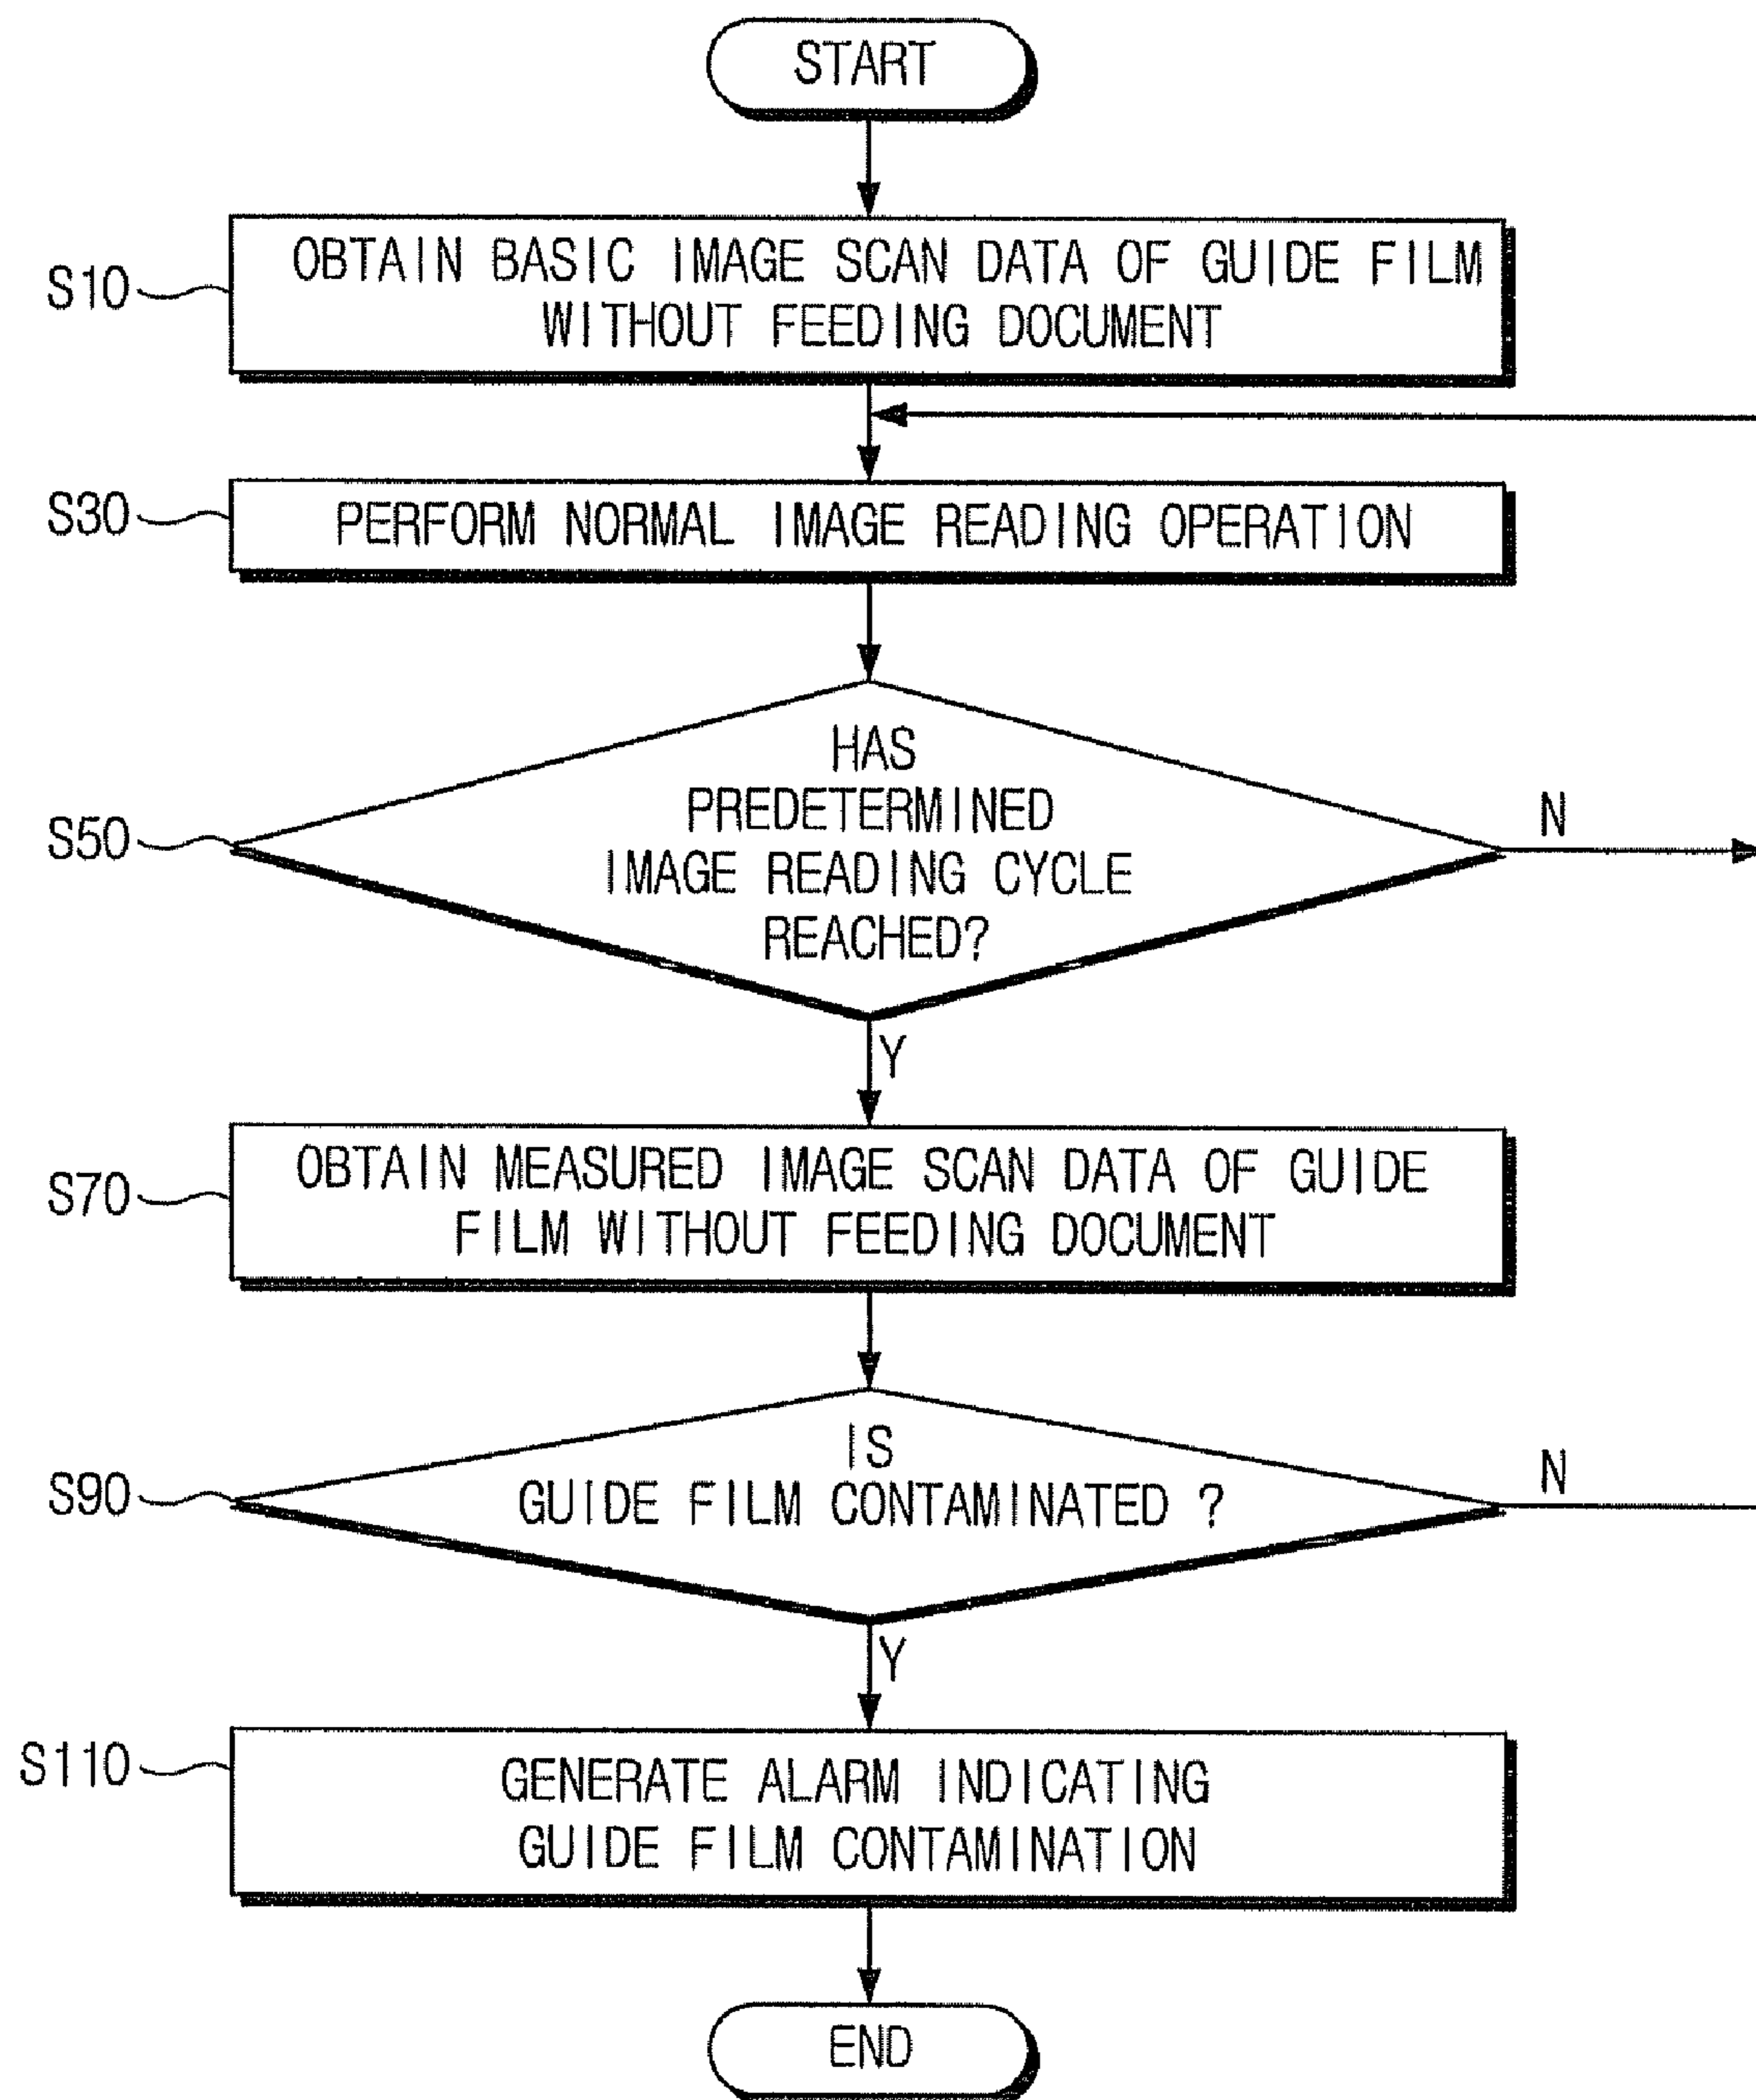 START
S10
OBTAIN BASIC IMAGE SCAN DATA OF GUIDE FILM
WITHOUT FEEDING DOCUMENT
S30
PERFORM NORMAL IMAGE READING OPERATION
S50
HAS
PREDETERMINED
IMAGE READING CYCLE
REACHED?
N
Y
S70
OBTAIN MEASURED IMAGE SCAN DATA OF GUIDE
FILM WITHOUT FEEDING DOCUMENT
S90
IS
GUIDE FILM CONTAMINATED ?
N
Y
S110
GENERATE ALARM INDICATING
GUIDE FILM CONTAMINATION
END